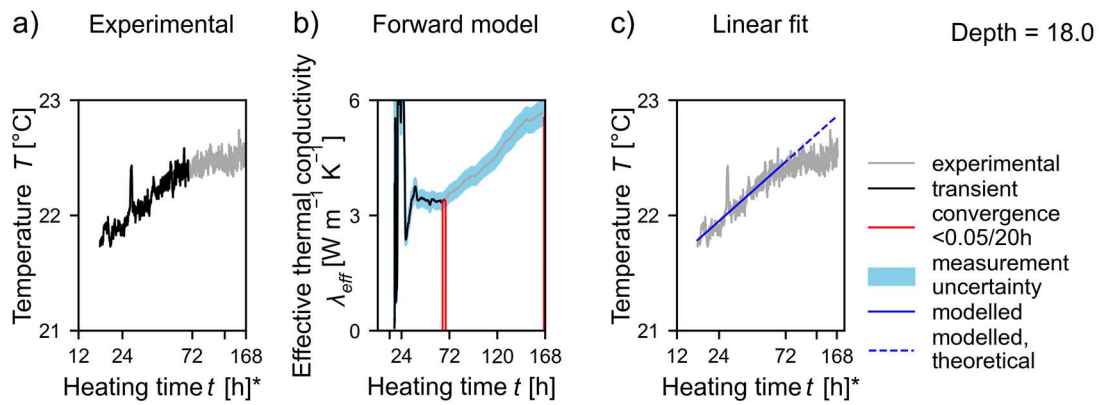 a) Experimental
b) Forward model
c) Linear fit
Depth = 18.0
Temperature T [°C]
23
22
21
12 24 72 168
Heating time t [h]*
Effective thermal conductivity
λeff [W m⁻¹ K⁻¹]
6
3
0
24 72 120 168
Heating time t [h]
Temperature T [°C]
23
22
21
12 24 72 168
Heating time t [h]*
experimental
transient
convergence
<0.05/20h
measurement
uncertainty
modelled
modelled,
theoretical